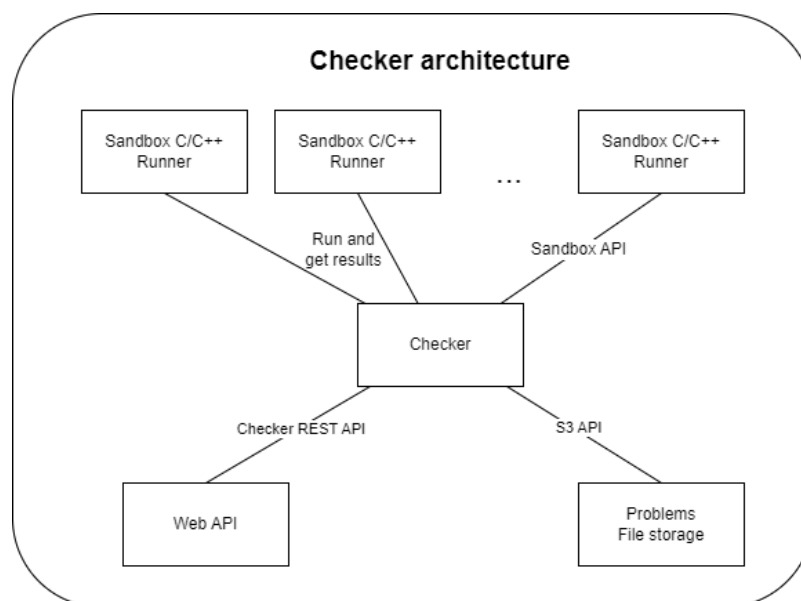 Checker architecture
Sandbox C/C++
Runner
Sandbox C/C++
Runner
...
Sandbox C/C++
Runner
Run and
get results
Sandbox API
Checker
Checker REST API
S3 API
Web API
Problems
File storage